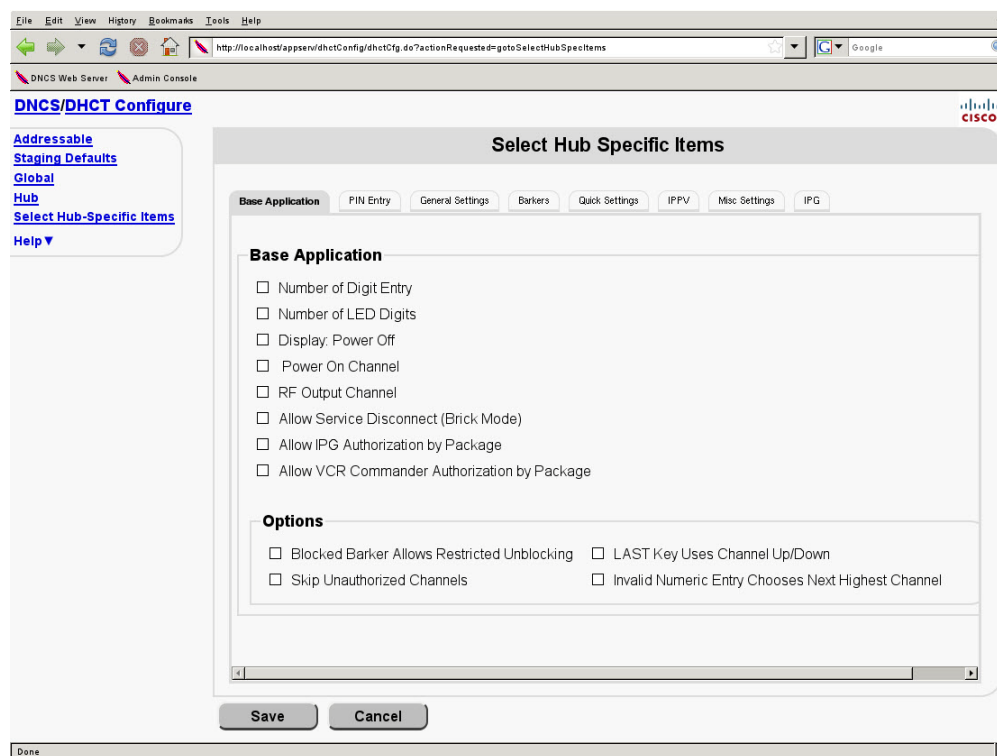 File Edit View History Bookmarks Tools Help
http://localhost/appserv/dhctConfig/dhctCfg.do?actionRequested=gotoSelectHubSpecItems
G Google
DNCS Web Server Admin Console
DNCS/DHCT Configure
CISCO
Addressable
Staging Defaults
Global
Hub
Select Hub-Specific Items
Help▼
Select Hub Specific Items
Base Application PIN Entry General Settings Barkers Quick Settings IPPV Misc Settings IPG
Base Application
Number of Digit Entry
Number of LED Digits
Display: Power Off
Power On Channel
RF Output Channel
Allow Service Disconnect (Brick Mode)
Allow IPG Authorization by Package
Allow VCR Commander Authorization by Package
Options
Blocked Barker Allows Restricted Unblocking LAST Key Uses Channel Up/Down
Skip Unauthorized Channels Invalid Numeric Entry Chooses Next Highest Channel
Save Cancel
Done